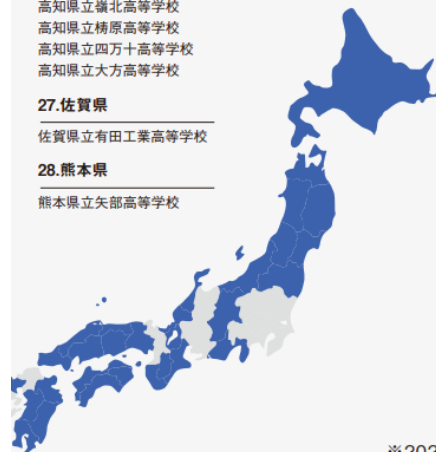 高知県立嶺北高等学校
高知県立梼原高等学校
高知県立四万十高等学校
高知県立大方高等学校
27.佐賀県
佐賀県立有田工業高等学校
28.熊本県
熊本県立矢部高等学校
※202